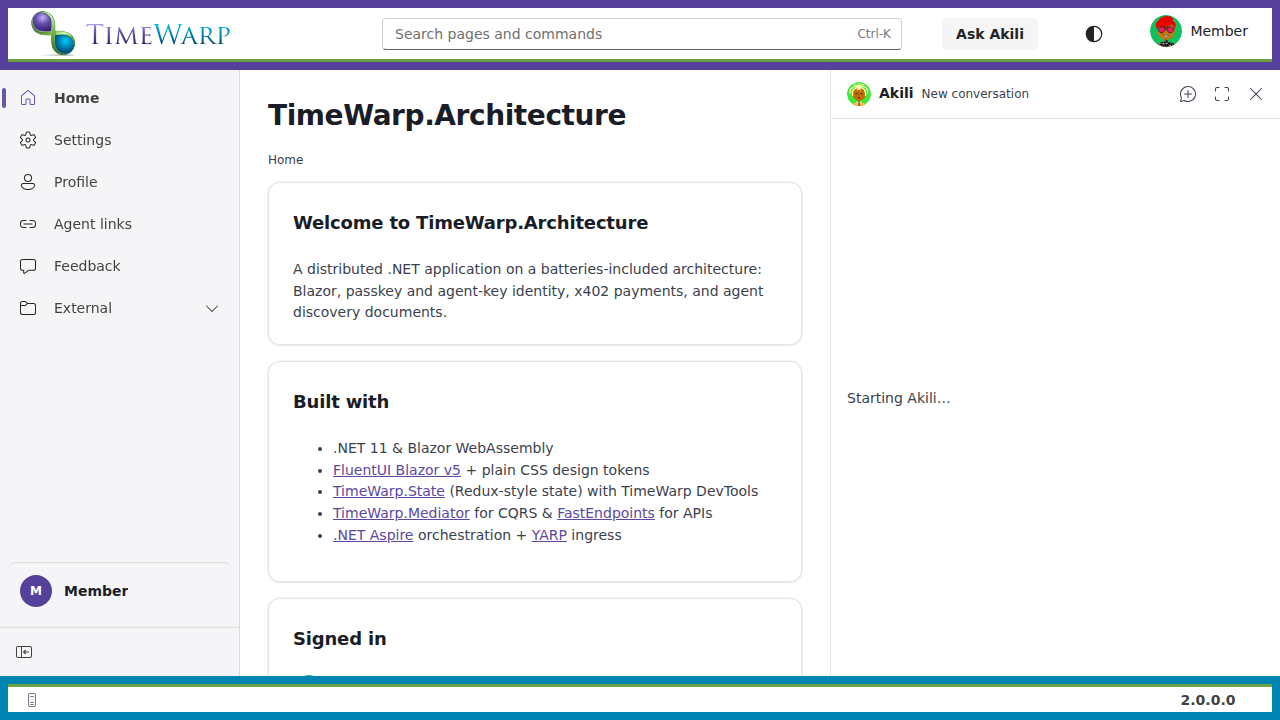 TimeWarp
Search pages and commands
Ctrl-K
Ask Akili
Member
Home
Settings
Profile
Agent links
Feedback
External
M
Member
TimeWarp.Architecture
Home
Welcome to TimeWarp.Architecture
A distributed .NET application on a batteries-included architecture:
Blazor, passkey and agent-key identity, x402 payments, and agent
discovery documents.
Built with
.NET 11 & Blazor WebAssembly
FluentUI Blazor v5 + plain CSS design tokens
TimeWarp.State (Redux-style state) with TimeWarp DevTools
TimeWarp.Mediator for CQRS & FastEndpoints for APIs
.NET Aspire orchestration + YARP ingress
Signed in
Akili New conversation
Starting Akili...
2.0.0.0